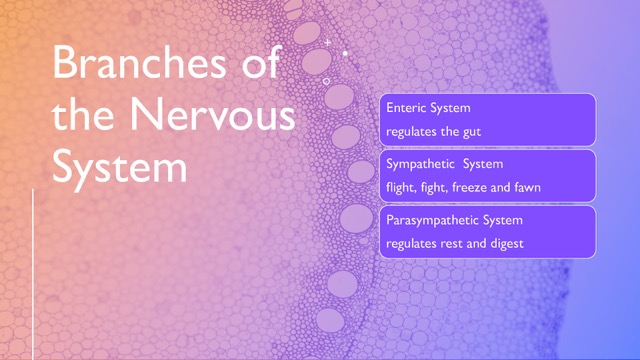 Branches of
the Nervous
System
Enteric System
regulates the gut
Sympathetic  System
flight, fight, freeze and fawn
Parasympathetic System
regulates rest and digest